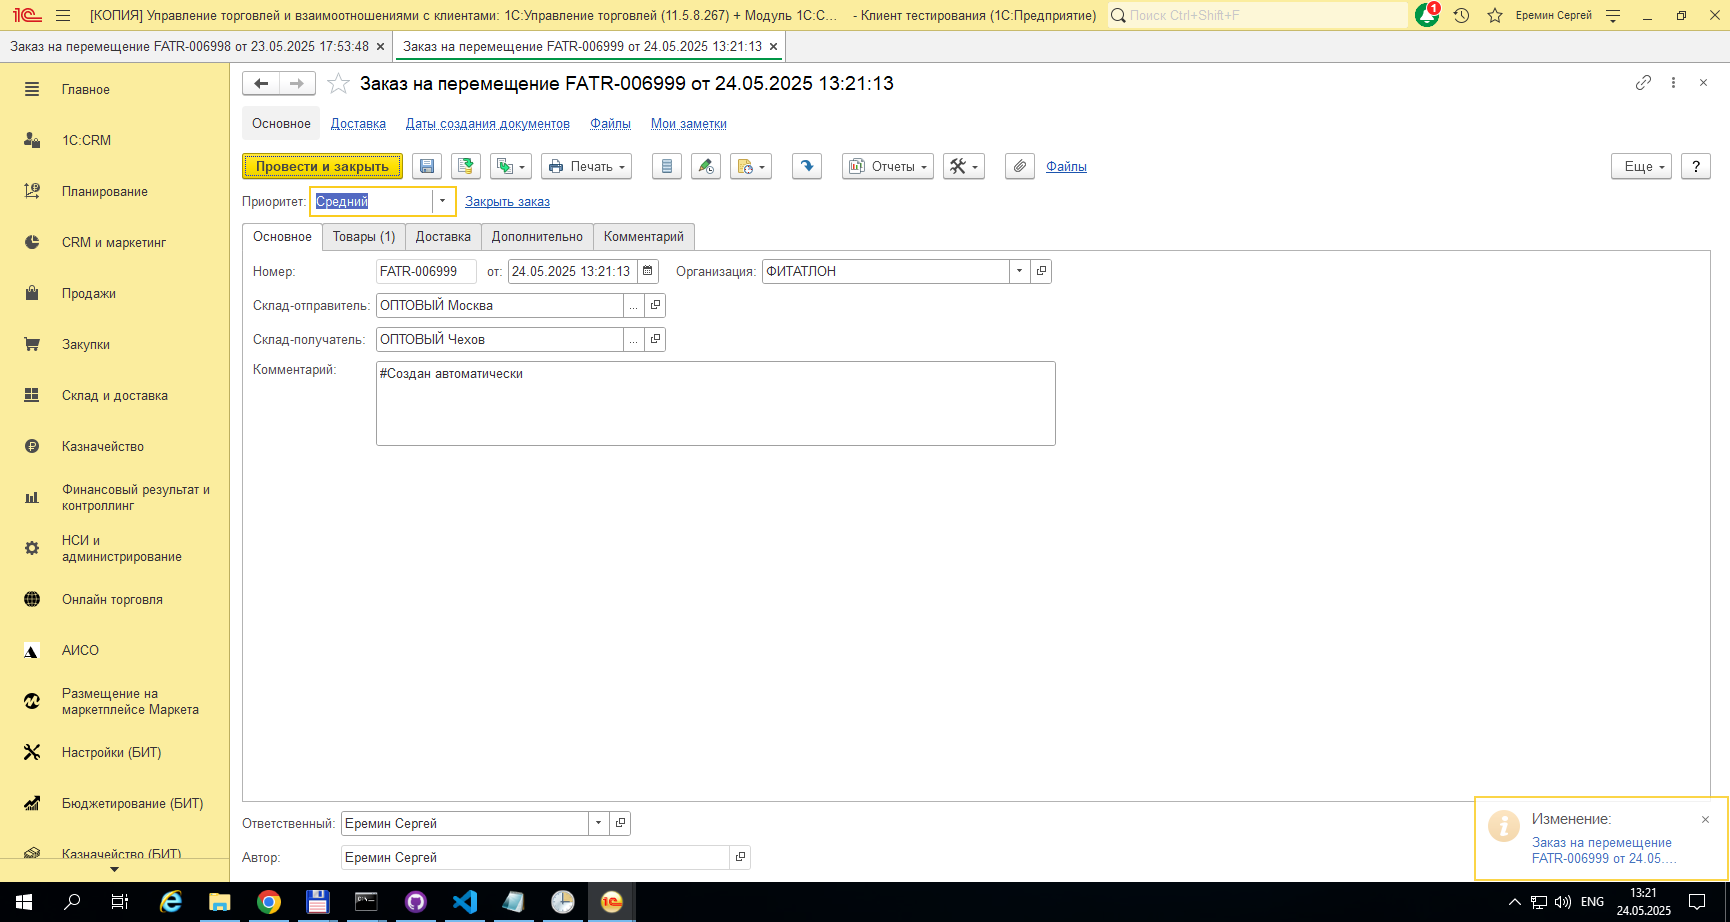 [КОПИЯ] Управление торговлей и взаимоотношениями с клиентами: 1С:Управление торговлей (11.5.8.267) + Модуль 1С:С... - Клиент тестирования (1С:Предприятие)
Поиск Ctrl+Shift+F
1
Еремин Сергей
Заказ на перемещение FATR-006998 от 23.05.2025 17:53:48
Заказ на перемещение FATR-006999 от 24.05.2025 13:21:13
Главное
1С:CRM
Планирование
CRM и маркетинг
Продажи
Закупки
Склад и доставка
Казначейство
Финансовый результат и
контроллинг
НСИ и
администрирование
Онлайн торговля
АИСО
Размещение на
маркетплейсе Маркета
Настройки (БИТ)
Бюджетирование (БИТ)
Казначейство (БИТ)
Заказ на перемещение FATR-006999 от 24.05.2025 13:21:13
Основное Доставка Даты создания документов Файлы Мои заметки
Провести и закрыть Печать Отчеты Файлы Еще ?
Приоритет: Средний Закрыть заказ
Основное Товары (1) Доставка Дополнительно Комментарий
Номер: FATR-006999 от: 24.05.2025 13:21:13 Организация: ФИТАТЛОН
Склад-отправитель: ОПТОВЫЙ Москва ...
Склад-получатель: ОПТОВЫЙ Чехов ...
Комментарий: #Создан автоматически
Ответственный: Еремин Сергей
Автор: Еремин Сергей
Изменение:
Заказ на перемещение
FATR-006999 от 24.05....
ENG
13:21
24.05.2025